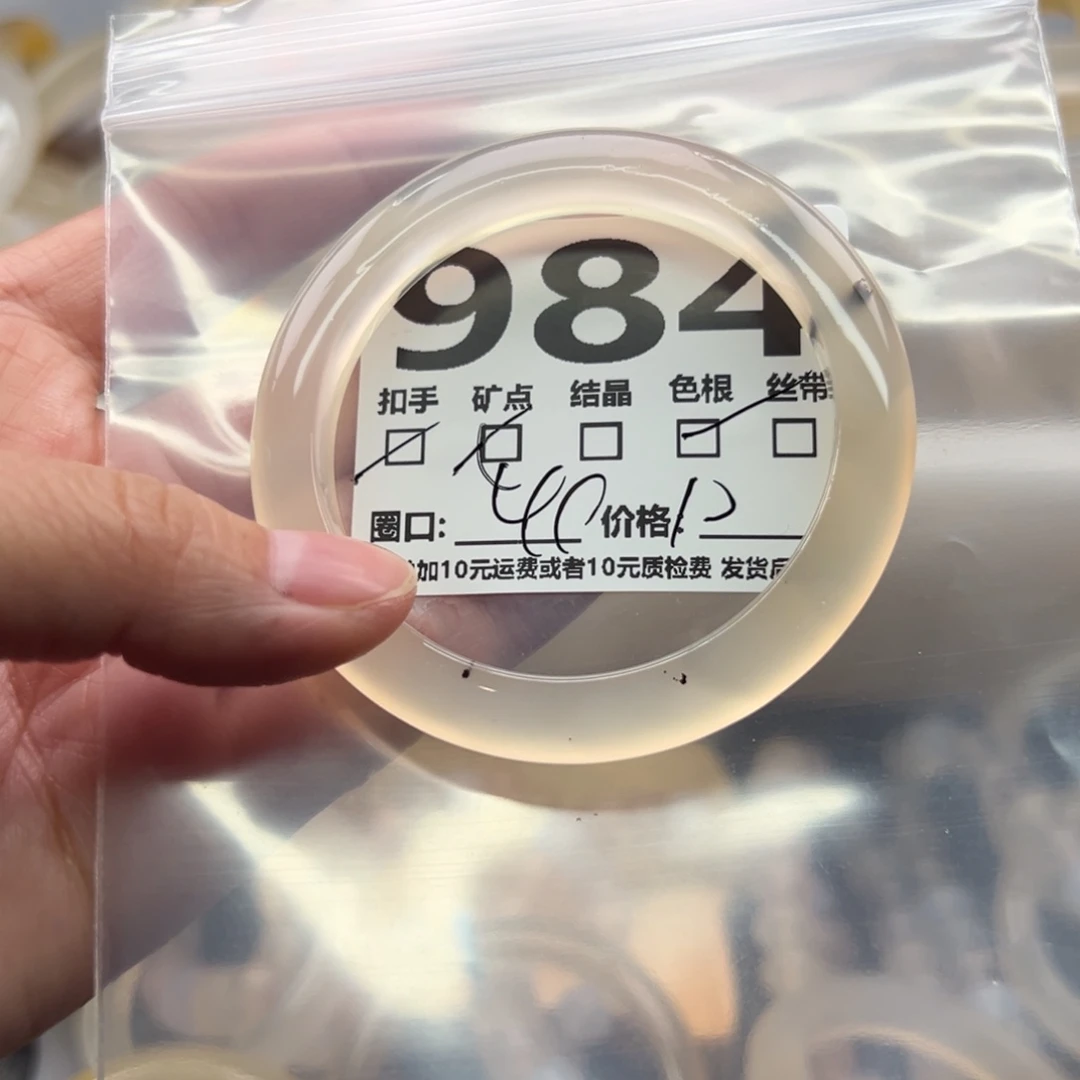 984
扣手 矿点 结晶 色根 丝带
圈口: 价格:
加10元运费或者10元质检费 发货后